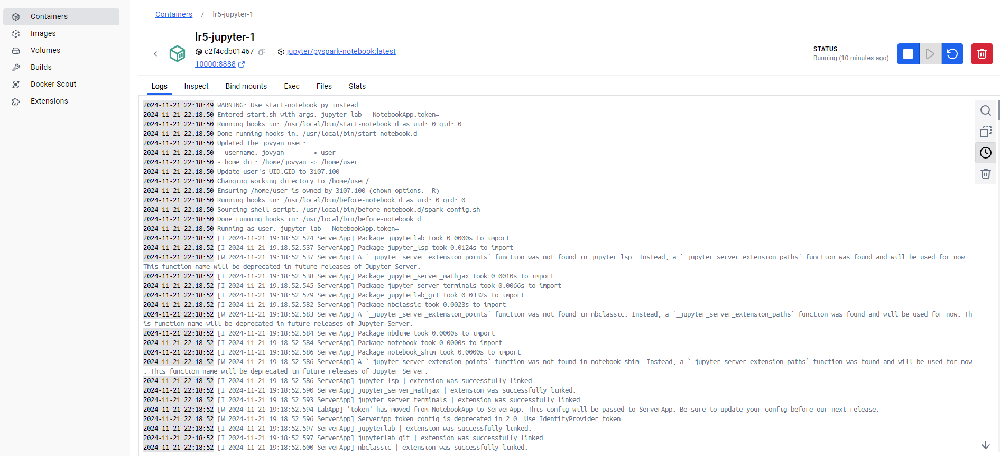 Containers
Images
Volumes
Builds
Docker Scout
Extensions
Containers / lr5-jupyter-1
lr5-jupyter-1
c2f4cdb01467 jupyter/pyspark-notebook:latest
10000:8888
STATUS
Running (10 minutes ago)
Logs Inspect Bind mounts Exec Files Stats
2024-11-21 22:18:49 WARNING: Use start-notebook.py instead
2024-11-21 22:18:50 Entered start.sh with args: jupyter lab --NotebookApp.token=
2024-11-21 22:18:50 Running hooks in: /usr/local/bin/start-notebook.d as uid: 0 gid: 0
2024-11-21 22:18:50 Done running hooks in: /usr/local/bin/start-notebook.d
2024-11-21 22:18:50 Updated the jovyan user:
2024-11-21 22:18:50 - username: jovyan       -> user
2024-11-21 22:18:50 - home dir: /home/jovyan -> /home/user
2024-11-21 22:18:50 Update user's UID:GID to 3107:100
2024-11-21 22:18:50 Changing working directory to /home/user/
2024-11-21 22:18:50 Ensuring /home/user is owned by 3107:100 (chown options: -R)
2024-11-21 22:18:50 Running hooks in: /usr/local/bin/before-notebook.d as uid: 0 gid: 0
2024-11-21 22:18:50 Sourcing shell script: /usr/local/bin/before-notebook.d/spark-config.sh
2024-11-21 22:18:50 Done running hooks in: /usr/local/bin/before-notebook.d
2024-11-21 22:18:50 Running as user: jupyter lab --NotebookApp.token=
2024-11-21 22:18:52 [I 2024-11-21 19:18:52.524 ServerApp] Package jupyterlab took 0.0000s to import
2024-11-21 22:18:52 [I 2024-11-21 19:18:52.537 ServerApp] Package jupyter_lsp took 0.0124s to import
2024-11-21 22:18:52 [W 2024-11-21 19:18:52.537 ServerApp] A `_jupyter_server_extension_points` function was not found in jupyter_lsp. Instead, a `_jupyter_server_extension_paths` function was found and will be used for now.
This function name will be deprecated in future releases of Jupyter Server.
2024-11-21 22:18:52 [I 2024-11-21 19:18:52.538 ServerApp] Package jupyter_server_mathjax took 0.0010s to import
2024-11-21 22:18:52 [I 2024-11-21 19:18:52.545 ServerApp] Package jupyter_server_terminals took 0.0066s to import
2024-11-21 22:18:52 [I 2024-11-21 19:18:52.579 ServerApp] Package jupyterlab_git took 0.0332s to import
2024-11-21 22:18:52 [I 2024-11-21 19:18:52.582 ServerApp] Package nbclassic took 0.0023s to import
2024-11-21 22:18:52 [W 2024-11-21 19:18:52.583 ServerApp] A `_jupyter_server_extension_points` function was not found in nbclassic. Instead, a `_jupyter_server_extension_paths` function was found and will be used for now. Th
is function name will be deprecated in future releases of Jupyter Server.
2024-11-21 22:18:52 [I 2024-11-21 19:18:52.584 ServerApp] Package nbdime took 0.0000s to import
2024-11-21 22:18:52 [I 2024-11-21 19:18:52.584 ServerApp] Package notebook took 0.0000s to import
2024-11-21 22:18:52 [I 2024-11-21 19:18:52.586 ServerApp] Package notebook_shim took 0.0000s to import
2024-11-21 22:18:52 [W 2024-11-21 19:18:52.586 ServerApp] A `_jupyter_server_extension_points` function was not found in notebook_shim. Instead, a `_jupyter_server_extension_paths` function was found and will be used for now
. This function name will be deprecated in future releases of Jupyter Server.
2024-11-21 22:18:52 [I 2024-11-21 19:18:52.586 ServerApp] jupyter_lsp | extension was successfully linked.
2024-11-21 22:18:52 [I 2024-11-21 19:18:52.590 ServerApp] jupyter_server_mathjax | extension was successfully linked.
2024-11-21 22:18:52 [I 2024-11-21 19:18:52.593 ServerApp] jupyter_server_terminals | extension was successfully linked.
2024-11-21 22:18:52 [W 2024-11-21 19:18:52.594 LabApp] 'token' has moved from NotebookApp to ServerApp. This config will be passed to ServerApp. Be sure to update your config before our next release.
2024-11-21 22:18:52 [W 2024-11-21 19:18:52.596 ServerApp] ServerApp.token config is deprecated in 2.0. Use IdentityProvider.token.
2024-11-21 22:18:52 [I 2024-11-21 19:18:52.597 ServerApp] jupyterlab | extension was successfully linked.
2024-11-21 22:18:52 [I 2024-11-21 19:18:52.597 ServerApp] jupyterlab_git | extension was successfully linked.
2024-11-21 22:18:52 [I 2024-11-21 19:18:52.600 ServerApp] nbclassic | extension was successfully linked.